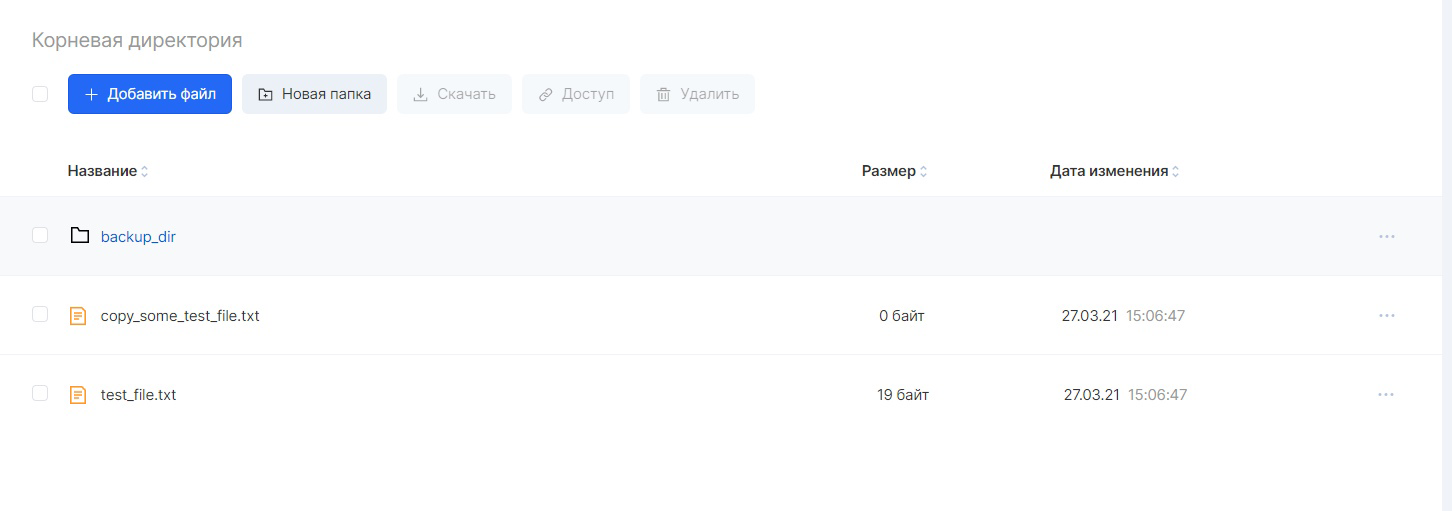 Корневая директория
Добавить файл Новая папка Скачать Доступ Удалить
Название Размер Дата изменения
backup_dir
copy_some_test_file.txt 0 байт 27.03.21 15:06:47
test_file.txt 19 байт 27.03.21 15:06:47